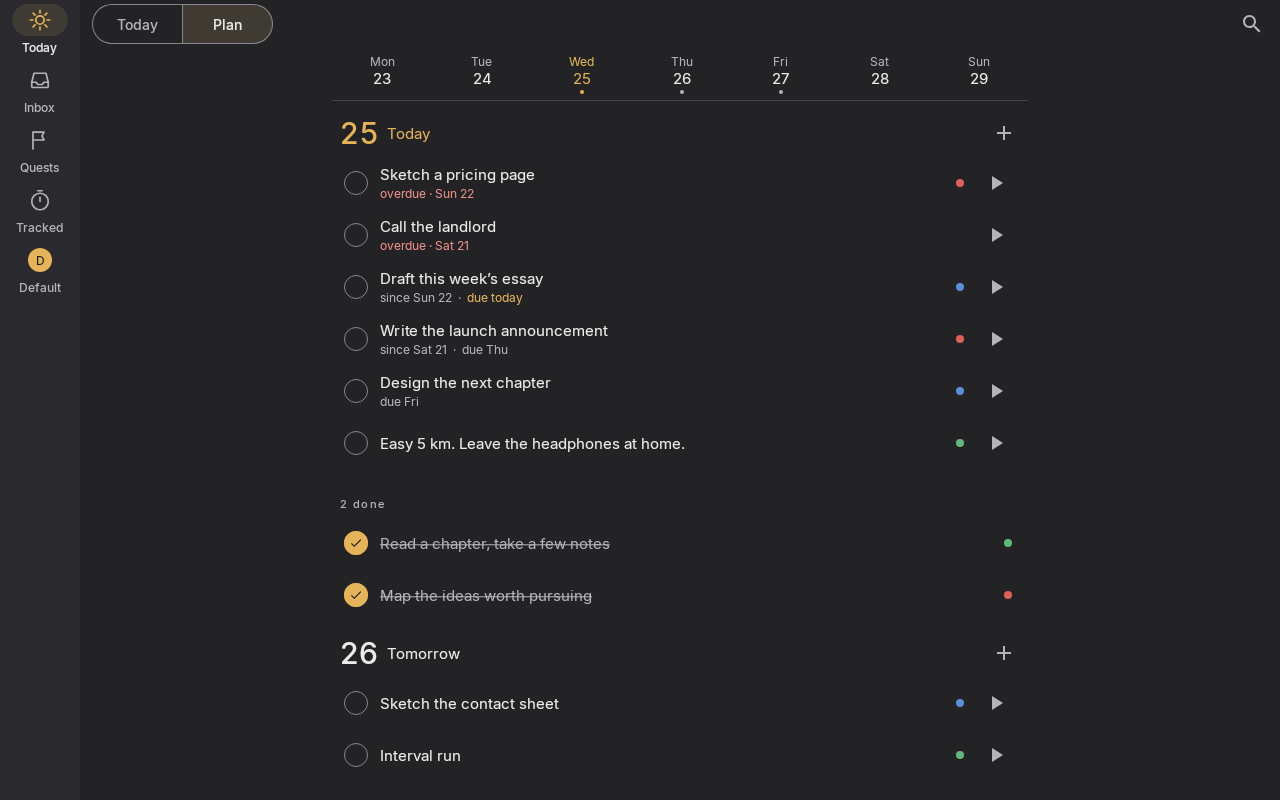 Today
Inbox
Quests
Tracked
D
Default
Today
Plan
Mon
23
Tue
24
Wed
25
Thu
26
Fri
27
Sat
28
Sun
29
25 Today
Sketch a pricing page
overdue · Sun 22
Call the landlord
overdue · Sat 21
Draft this week’s essay
since Sun 22 · due today
Write the launch announcement
since Sat 21 · due Thu
Design the next chapter
due Fri
Easy 5 km. Leave the headphones at home.
2 done
Read a chapter, take a few notes
Map the ideas worth pursuing
26 Tomorrow
Sketch the contact sheet
Interval run